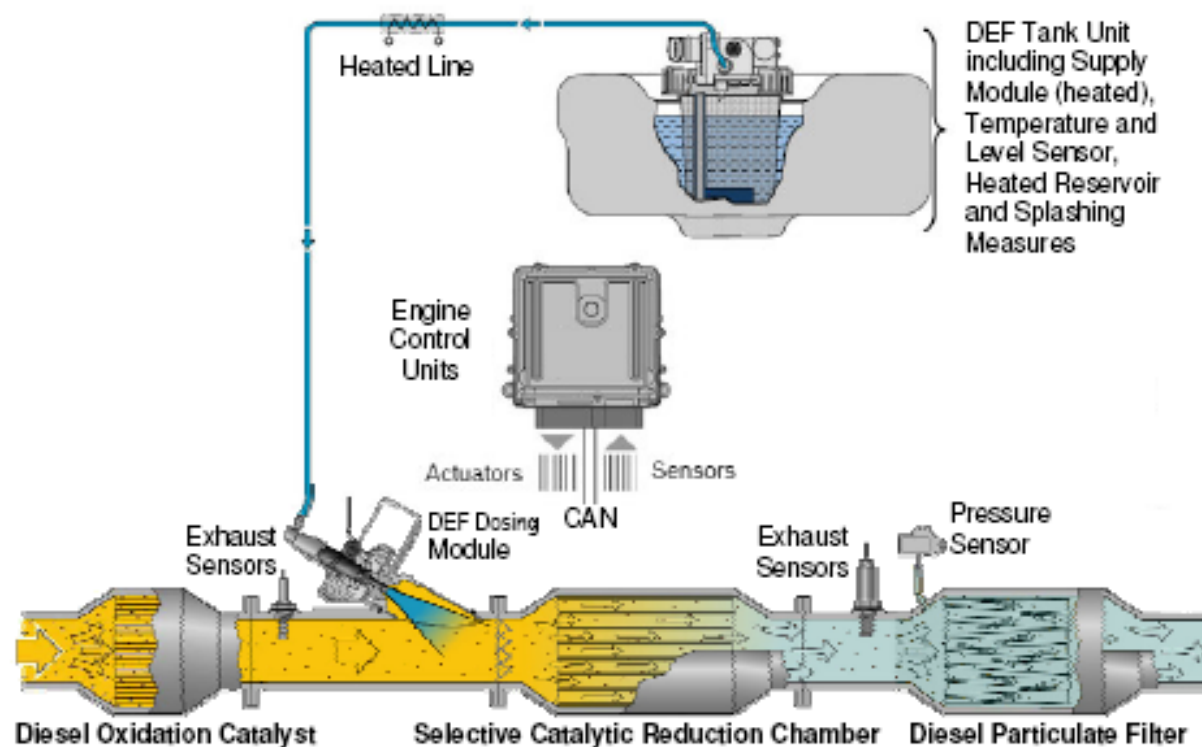 Heated Line
DEF Tank Unit
including Supply
Module (heated),
Temperature and
Level Sensor,
Heated Reservoir
and Splashing
Measures
Engine
Control
Units
Actuators
Sensors
CAN
Exhaust
Sensors
DEF Dosing
Module
Exhaust
Sensors
Pressure
Sensor
Diesel Oxidation Catalyst
Selective Catalytic Reduction Chamber
Diesel Particulate Filter